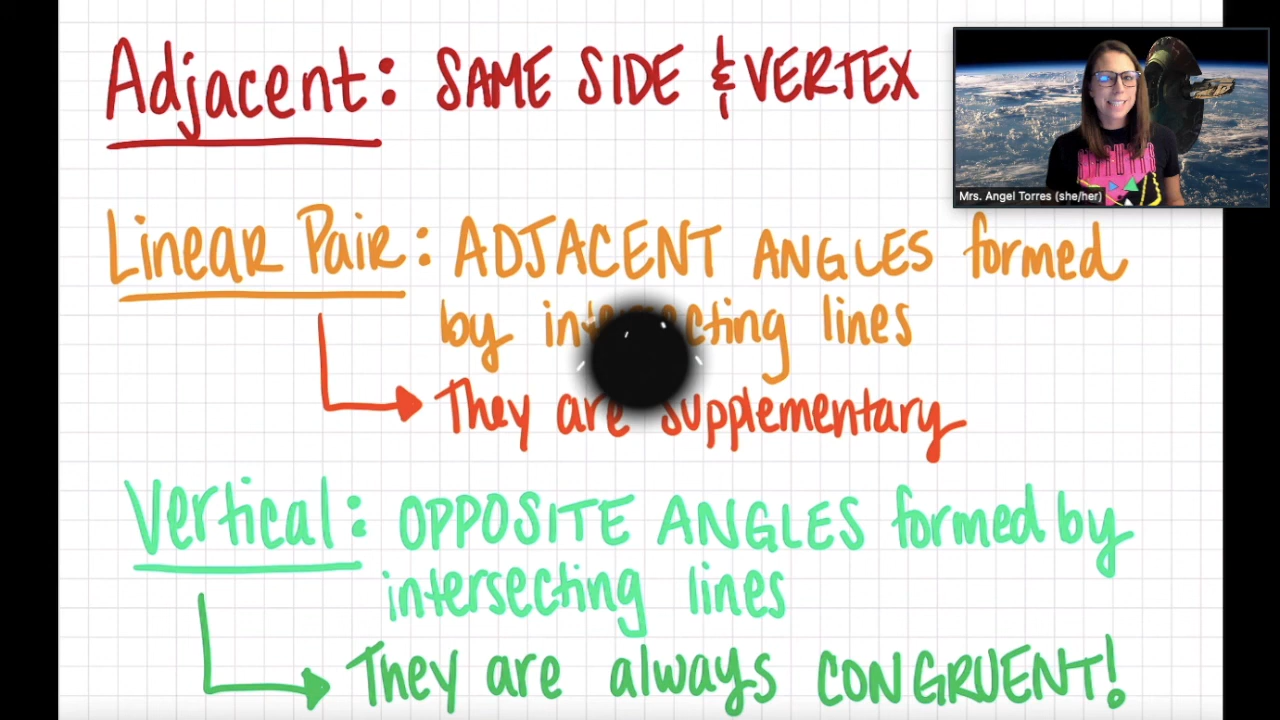 Adjacent: SAME SIDE & VERTEX
Mrs. Angel Torres (she/her)
Linear Pair: ADJACENT ANGLES formed
by intersecting lines
They are supplementary
Vertical: OPPOSITE ANGLES formed by
intersecting lines
They are always CONGRUENT!